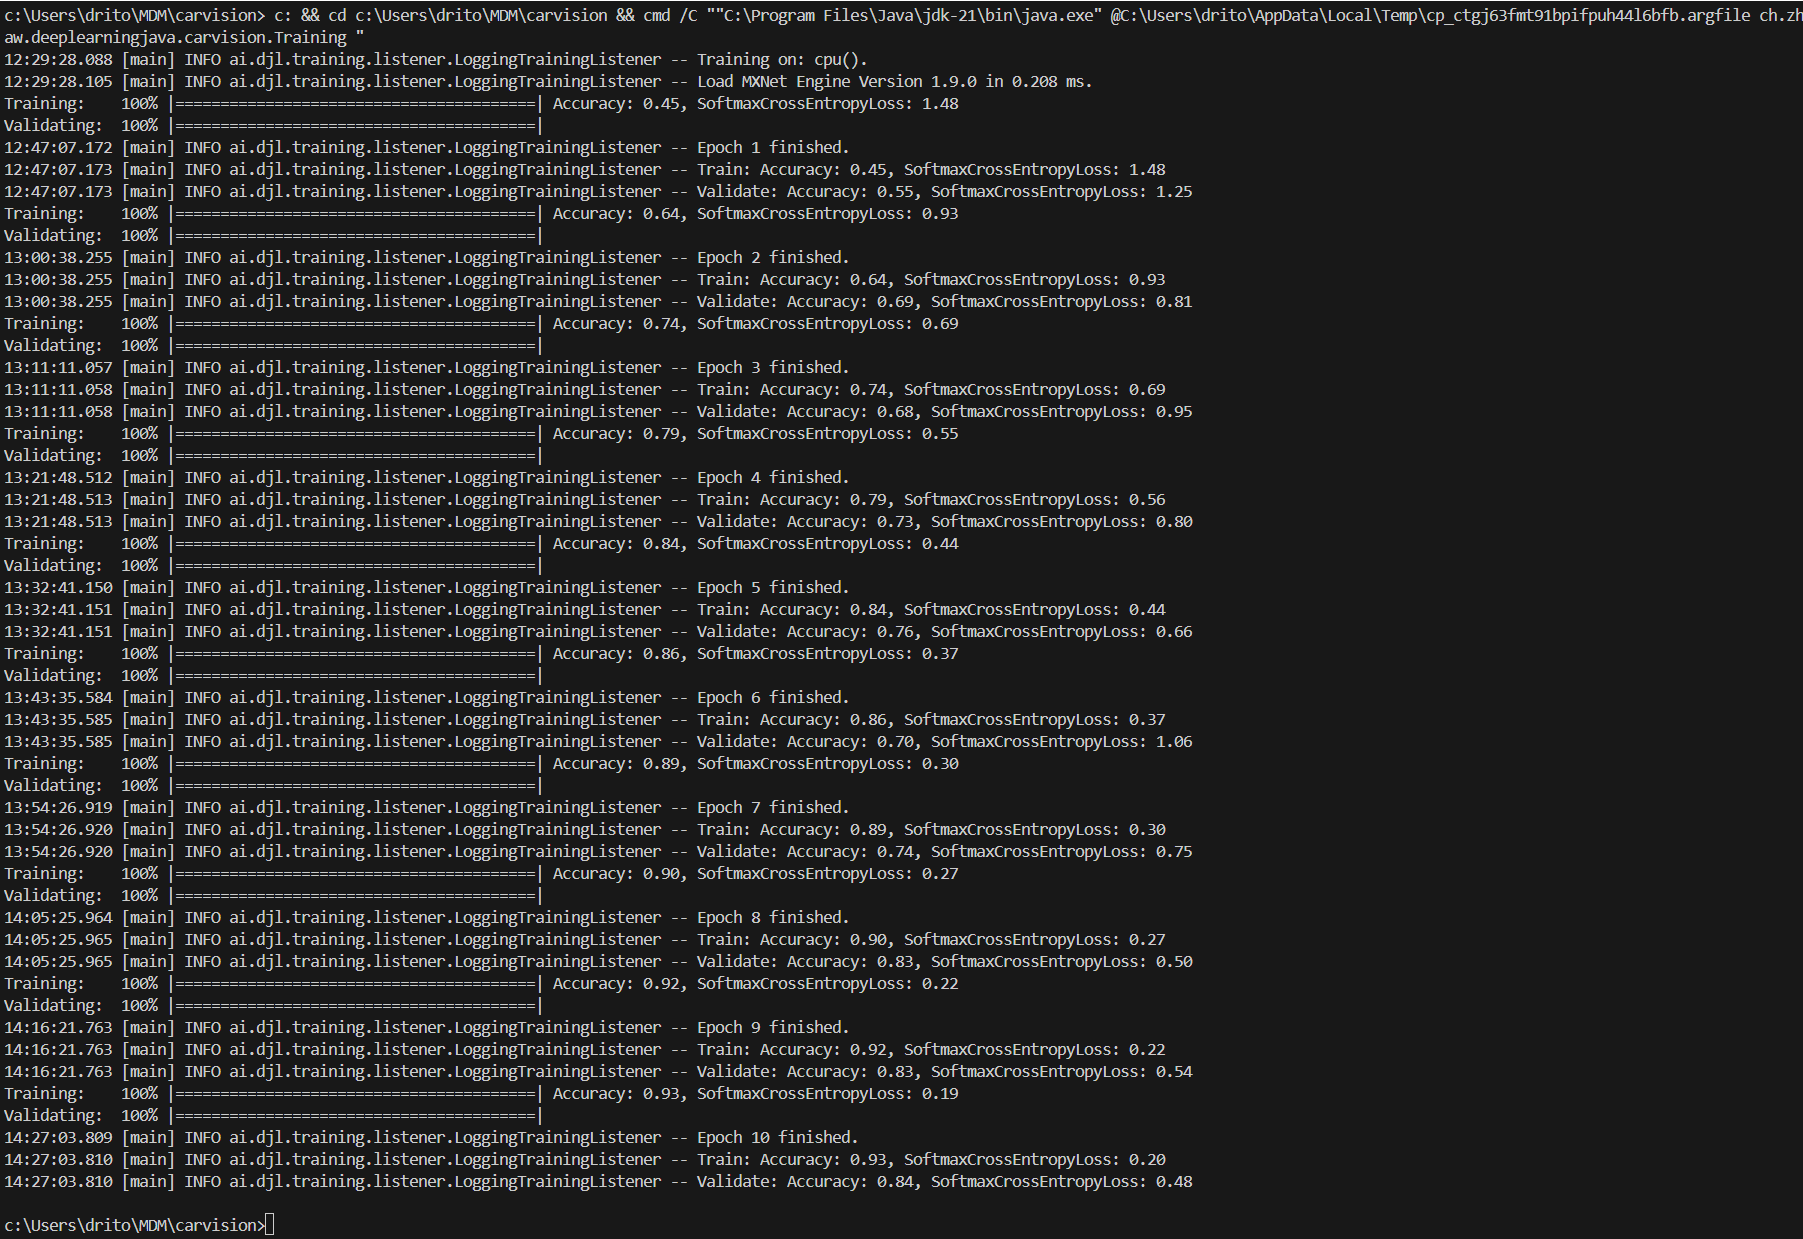 c:\Users\drito\MDM\carvision> c: && cd c:\Users\drito\MDM\carvision && cmd /C ""C:\Program Files\Java\jdk-21\bin\java.exe" @C:\Users\drito\AppData\Local\Temp\cp_ctgj63fmt91bpifpuh44l6bfb.argfile ch.zh
aw.deeplearningjava.carvision.Training "
12:29:28.088 [main] INFO ai.djl.training.listener.LoggingTrainingListener -- Training on: cpu().
12:29:28.105 [main] INFO ai.djl.training.listener.LoggingTrainingListener -- Load MXNet Engine Version 1.9.0 in 0.208 ms.
Training:    100% |========================================| Accuracy: 0.45, SoftmaxCrossEntropyLoss: 1.48
Validating:  100% |========================================|
12:47:07.172 [main] INFO ai.djl.training.listener.LoggingTrainingListener -- Epoch 1 finished.
12:47:07.173 [main] INFO ai.djl.training.listener.LoggingTrainingListener -- Train: Accuracy: 0.45, SoftmaxCrossEntropyLoss: 1.48
12:47:07.173 [main] INFO ai.djl.training.listener.LoggingTrainingListener -- Validate: Accuracy: 0.55, SoftmaxCrossEntropyLoss: 1.25
Training:    100% |========================================| Accuracy: 0.64, SoftmaxCrossEntropyLoss: 0.93
Validating:  100% |========================================|
13:00:38.255 [main] INFO ai.djl.training.listener.LoggingTrainingListener -- Epoch 2 finished.
13:00:38.255 [main] INFO ai.djl.training.listener.LoggingTrainingListener -- Train: Accuracy: 0.64, SoftmaxCrossEntropyLoss: 0.93
13:00:38.255 [main] INFO ai.djl.training.listener.LoggingTrainingListener -- Validate: Accuracy: 0.69, SoftmaxCrossEntropyLoss: 0.81
Training:    100% |========================================| Accuracy: 0.74, SoftmaxCrossEntropyLoss: 0.69
Validating:  100% |========================================|
13:11:11.057 [main] INFO ai.djl.training.listener.LoggingTrainingListener -- Epoch 3 finished.
13:11:11.058 [main] INFO ai.djl.training.listener.LoggingTrainingListener -- Train: Accuracy: 0.74, SoftmaxCrossEntropyLoss: 0.69
13:11:11.058 [main] INFO ai.djl.training.listener.LoggingTrainingListener -- Validate: Accuracy: 0.68, SoftmaxCrossEntropyLoss: 0.95
Training:    100% |========================================| Accuracy: 0.79, SoftmaxCrossEntropyLoss: 0.55
Validating:  100% |========================================|
13:21:48.512 [main] INFO ai.djl.training.listener.LoggingTrainingListener -- Epoch 4 finished.
13:21:48.513 [main] INFO ai.djl.training.listener.LoggingTrainingListener -- Train: Accuracy: 0.79, SoftmaxCrossEntropyLoss: 0.56
13:21:48.513 [main] INFO ai.djl.training.listener.LoggingTrainingListener -- Validate: Accuracy: 0.73, SoftmaxCrossEntropyLoss: 0.80
Training:    100% |========================================| Accuracy: 0.84, SoftmaxCrossEntropyLoss: 0.44
Validating:  100% |========================================|
13:32:41.150 [main] INFO ai.djl.training.listener.LoggingTrainingListener -- Epoch 5 finished.
13:32:41.151 [main] INFO ai.djl.training.listener.LoggingTrainingListener -- Train: Accuracy: 0.84, SoftmaxCrossEntropyLoss: 0.44
13:32:41.151 [main] INFO ai.djl.training.listener.LoggingTrainingListener -- Validate: Accuracy: 0.76, SoftmaxCrossEntropyLoss: 0.66
Training:    100% |========================================| Accuracy: 0.86, SoftmaxCrossEntropyLoss: 0.37
Validating:  100% |========================================|
13:43:35.584 [main] INFO ai.djl.training.listener.LoggingTrainingListener -- Epoch 6 finished.
13:43:35.585 [main] INFO ai.djl.training.listener.LoggingTrainingListener -- Train: Accuracy: 0.86, SoftmaxCrossEntropyLoss: 0.37
13:43:35.585 [main] INFO ai.djl.training.listener.LoggingTrainingListener -- Validate: Accuracy: 0.70, SoftmaxCrossEntropyLoss: 1.06
Training:    100% |========================================| Accuracy: 0.89, SoftmaxCrossEntropyLoss: 0.30
Validating:  100% |========================================|
13:54:26.919 [main] INFO ai.djl.training.listener.LoggingTrainingListener -- Epoch 7 finished.
13:54:26.920 [main] INFO ai.djl.training.listener.LoggingTrainingListener -- Train: Accuracy: 0.89, SoftmaxCrossEntropyLoss: 0.30
13:54:26.920 [main] INFO ai.djl.training.listener.LoggingTrainingListener -- Validate: Accuracy: 0.74, SoftmaxCrossEntropyLoss: 0.75
Training:    100% |========================================| Accuracy: 0.90, SoftmaxCrossEntropyLoss: 0.27
Validating:  100% |========================================|
14:05:25.964 [main] INFO ai.djl.training.listener.LoggingTrainingListener -- Epoch 8 finished.
14:05:25.965 [main] INFO ai.djl.training.listener.LoggingTrainingListener -- Train: Accuracy: 0.90, SoftmaxCrossEntropyLoss: 0.27
14:05:25.965 [main] INFO ai.djl.training.listener.LoggingTrainingListener -- Validate: Accuracy: 0.83, SoftmaxCrossEntropyLoss: 0.50
Training:    100% |========================================| Accuracy: 0.92, SoftmaxCrossEntropyLoss: 0.22
Validating:  100% |========================================|
14:16:21.763 [main] INFO ai.djl.training.listener.LoggingTrainingListener -- Epoch 9 finished.
14:16:21.763 [main] INFO ai.djl.training.listener.LoggingTrainingListener -- Train: Accuracy: 0.92, SoftmaxCrossEntropyLoss: 0.22
14:16:21.763 [main] INFO ai.djl.training.listener.LoggingTrainingListener -- Validate: Accuracy: 0.83, SoftmaxCrossEntropyLoss: 0.54
Training:    100% |========================================| Accuracy: 0.93, SoftmaxCrossEntropyLoss: 0.19
Validating:  100% |========================================|
14:27:03.809 [main] INFO ai.djl.training.listener.LoggingTrainingListener -- Epoch 10 finished.
14:27:03.810 [main] INFO ai.djl.training.listener.LoggingTrainingListener -- Train: Accuracy: 0.93, SoftmaxCrossEntropyLoss: 0.20
14:27:03.810 [main] INFO ai.djl.training.listener.LoggingTrainingListener -- Validate: Accuracy: 0.84, SoftmaxCrossEntropyLoss: 0.48
c:\Users\drito\MDM\carvision>